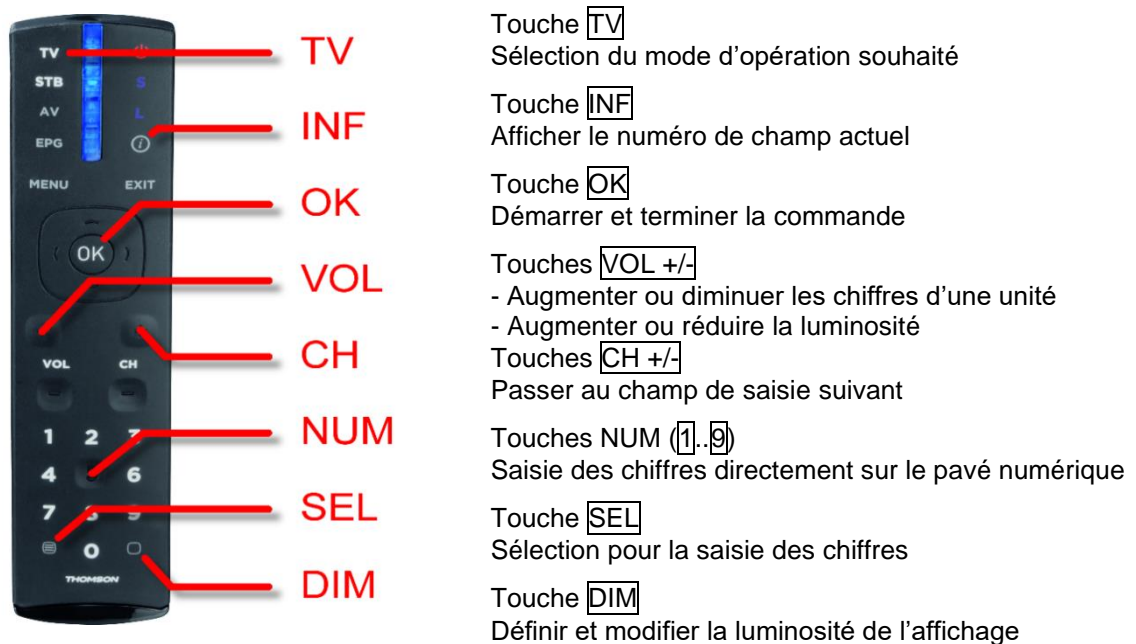 TV
STB
S
AV
L
EPG
MENU
EXIT
OK
VOL
CH
1 2 3
4 6
7 8 9
0
THOMSON
TV
INF
OK
VOL
CH
NUM
SEL
DIM
Touche TV
Sélection du mode d’opération souhaité
Touche INF
Afficher le numéro de champ actuel
Touche OK
Démarrer et terminer la commande
Touches VOL +/-
- Augmenter ou diminuer les chiffres d’une unité
- Augmenter ou réduire la luminosité
Touches CH +/-
Passer au champ de saisie suivant
Touches NUM (1..9)
Saisie des chiffres directement sur le pavé numérique
Touche SEL
Sélection pour la saisie des chiffres
Touche DIM
Définir et modifier la luminosité de l’affichage